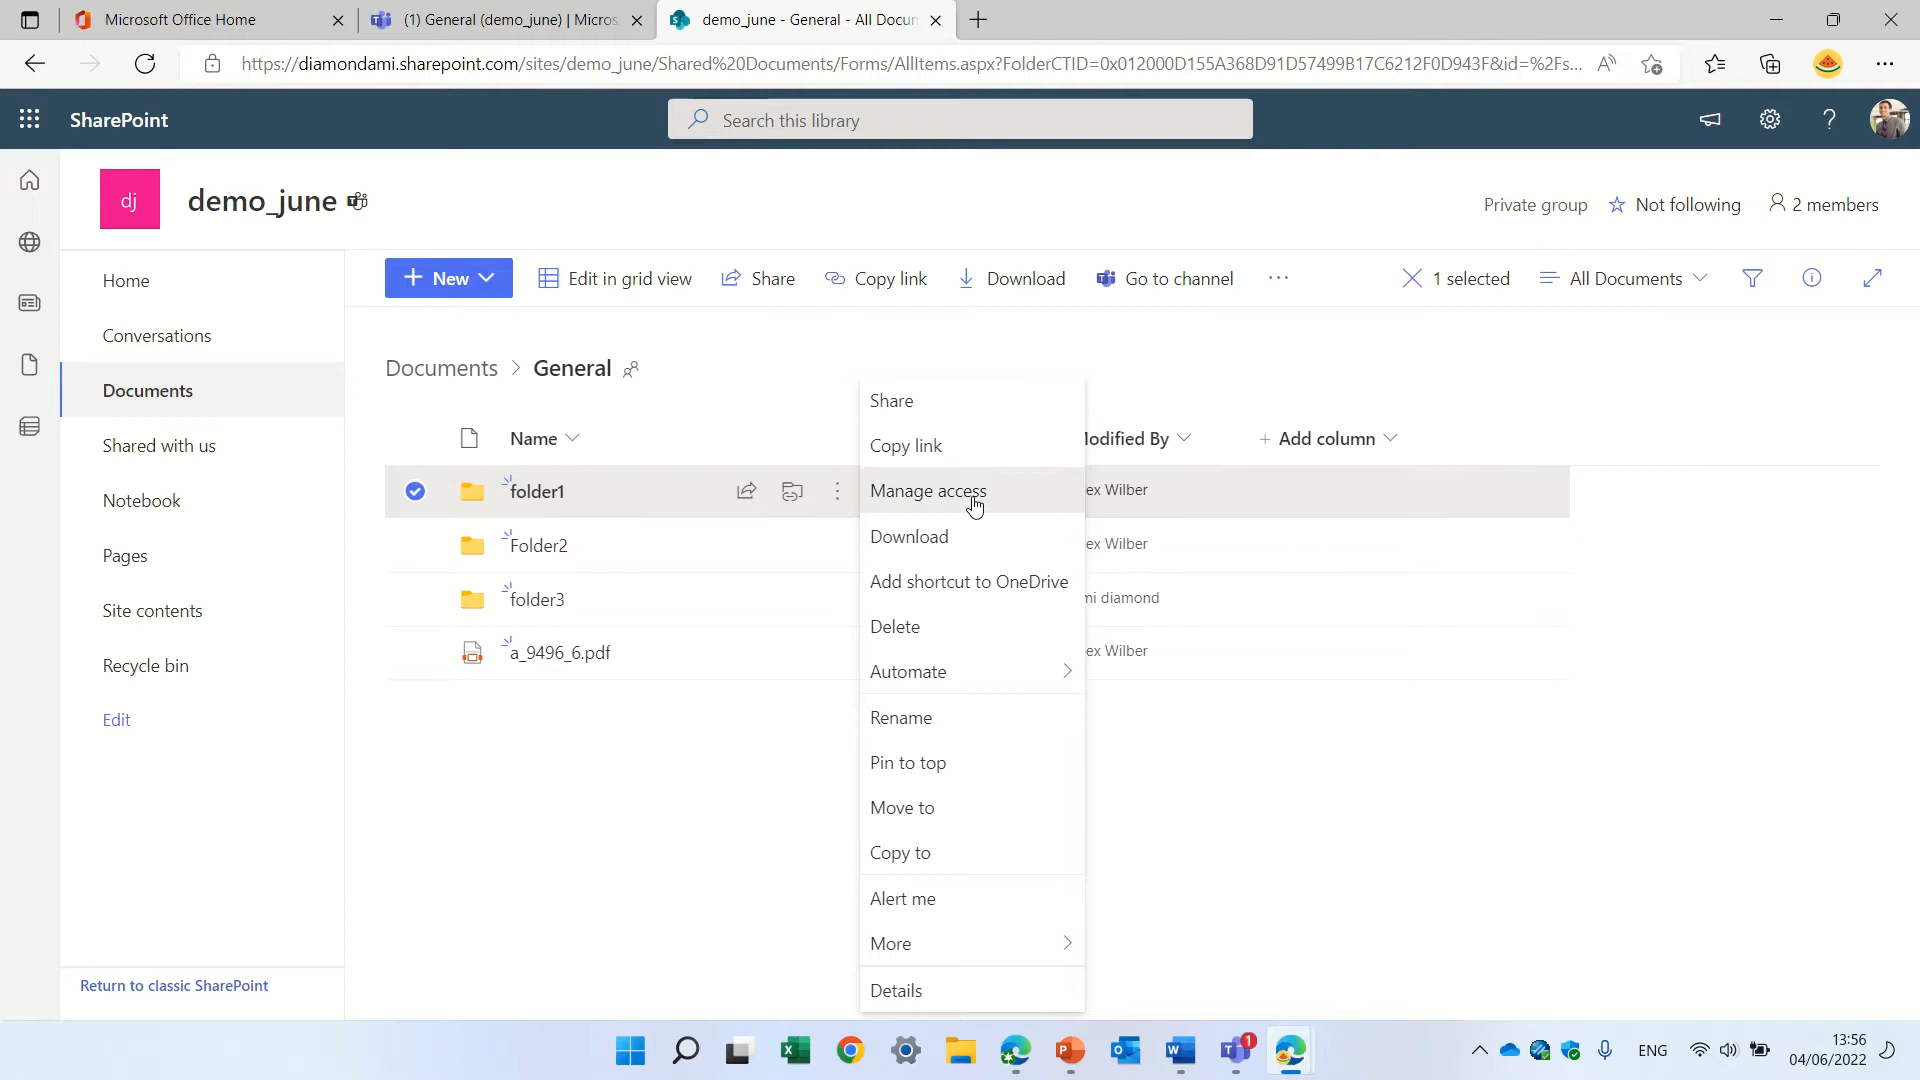 Microsoft Office Home
(1) General (demo_june) | Micros
demo_june - General - All Docun
https://diamondami.sharepoint.com/sites/demo_june/Shared%20Documents/Forms/AllItems.aspx?FolderCTID=0x012000D155A368D91D57499B17C6212F0D943F&id=%2Fs...
SharePoint
Search this library
dj
demo_june
Private group
Not following
2 members
Home
Conversations
Documents
Shared with us
Notebook
Pages
Site contents
Recycle bin
Edit
Return to classic SharePoint
New
Edit in grid view
Share
Copy link
Download
Go to channel
...
1 selected
All Documents
Documents > General
Name
Modified By
Add column
folder1
ex Wilber
Folder2
ex Wilber
folder3
mi diamond
a_9496_6.pdf
ex Wilber
Share
Copy link
Manage access
Download
Add shortcut to OneDrive
Delete
Automate
Rename
Pin to top
Move to
Copy to
Alert me
More
Details
1
ENG
13:56
04/06/2022